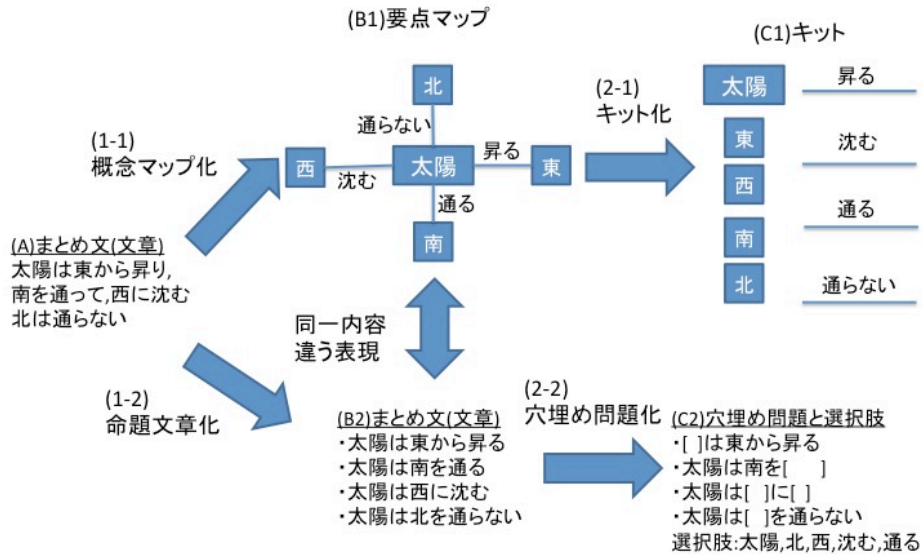 (B1)要点マップ
(C1)キット
北
通らない
西
沈む
太陽
昇る
東
通る
南
(1-1)
概念マップ化
(2-1)
キット化
太陽
昇る
東
沈む
西
南
通る
北
通らない
(A)まとめ文(文章)
太陽は東から昇り,
南を通って,西に沈む
北は通らない
同一内容
違う表現
(1-2)
命題文章化
(B2)まとめ文(文章)
・太陽は東から昇る
・太陽は南を通る
・太陽は西に沈む
・太陽は北を通らない
(2-2)
穴埋め問題化
(C2)穴埋め問題と選択肢
・[ ]は東から昇る
・太陽は南を[ ]
・太陽は[ ]に[ ]
・太陽は[ ]を通らない
選択肢:太陽,北,西,沈む,通る